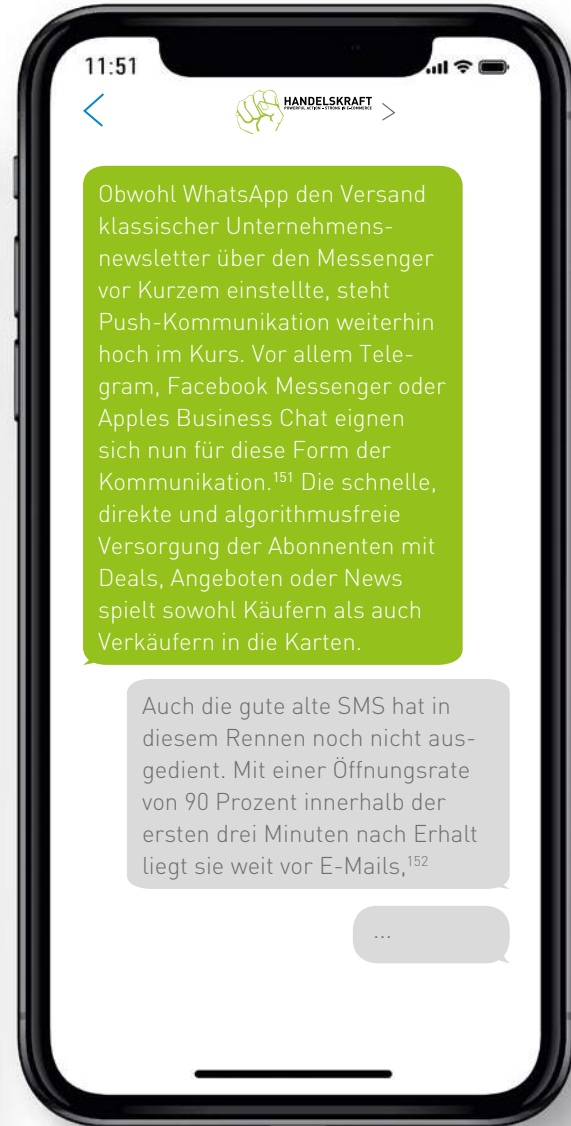 11:51
HANDELSKRAFT
POWERFUL ACTION – STRONG IN E-COMMERCE
Obwohl WhatsApp den Versand
klassischer Unternehmens-
newsletter über den Messenger
vor Kurzem einstellte, steht
Push-Kommunikation weiterhin
hoch im Kurs. Vor allem Tele-
gram, Facebook Messenger oder
Apples Business Chat eignen
sich nun für diese Form der
Kommunikation.¹⁵¹ Die schnelle,
direkte und algorithmusfreie
Versorgung der Abonnenten mit
Deals, Angeboten oder News
spielt sowohl Käufern als auch
Verkäufern in die Karten.
Auch die gute alte SMS hat in
diesem Rennen noch nicht aus-
gedient. Mit einer Öffnungsrate
von 90 Prozent innerhalb der
ersten drei Minuten nach Erhalt
liegt sie weit vor E-Mails,¹⁵²
...